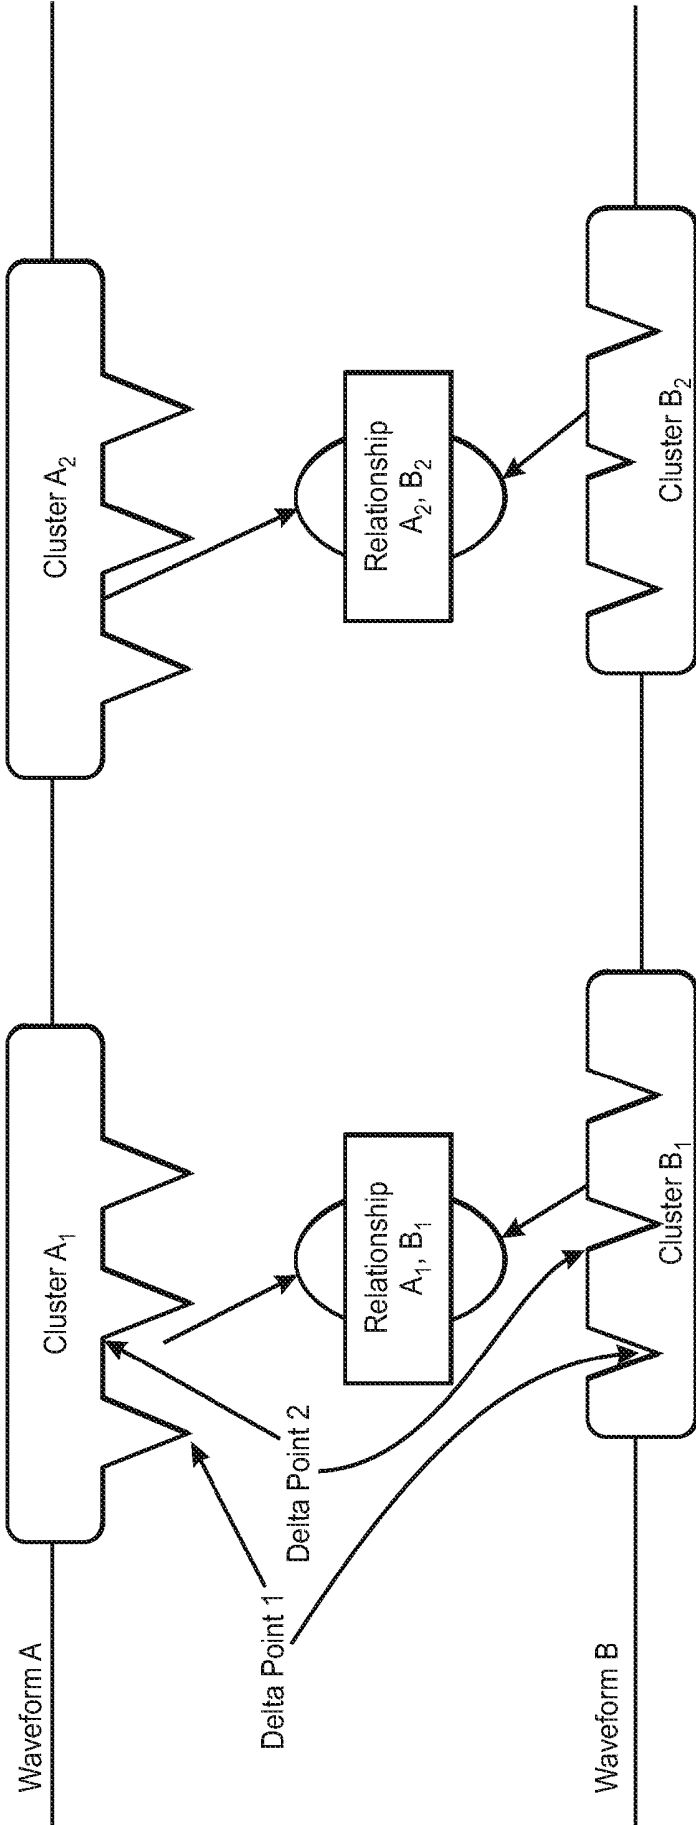 Waveform A
Cluster A₁
Cluster A₂
Delta Point 1
Delta Point 2
Relationship
A₁, B₁
Relationship
A₂, B₂
Waveform B
Cluster B₁
Cluster B₂